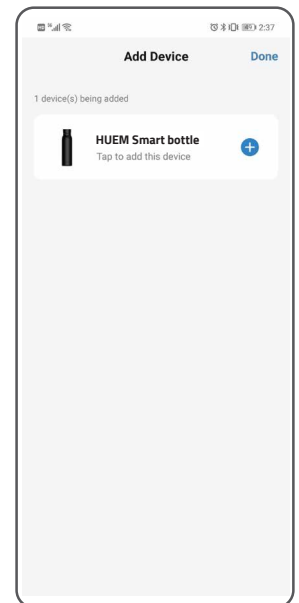 2:37
Add Device
Done
1 device(s) being added
HUEM Smart bottle
Tap to add this device